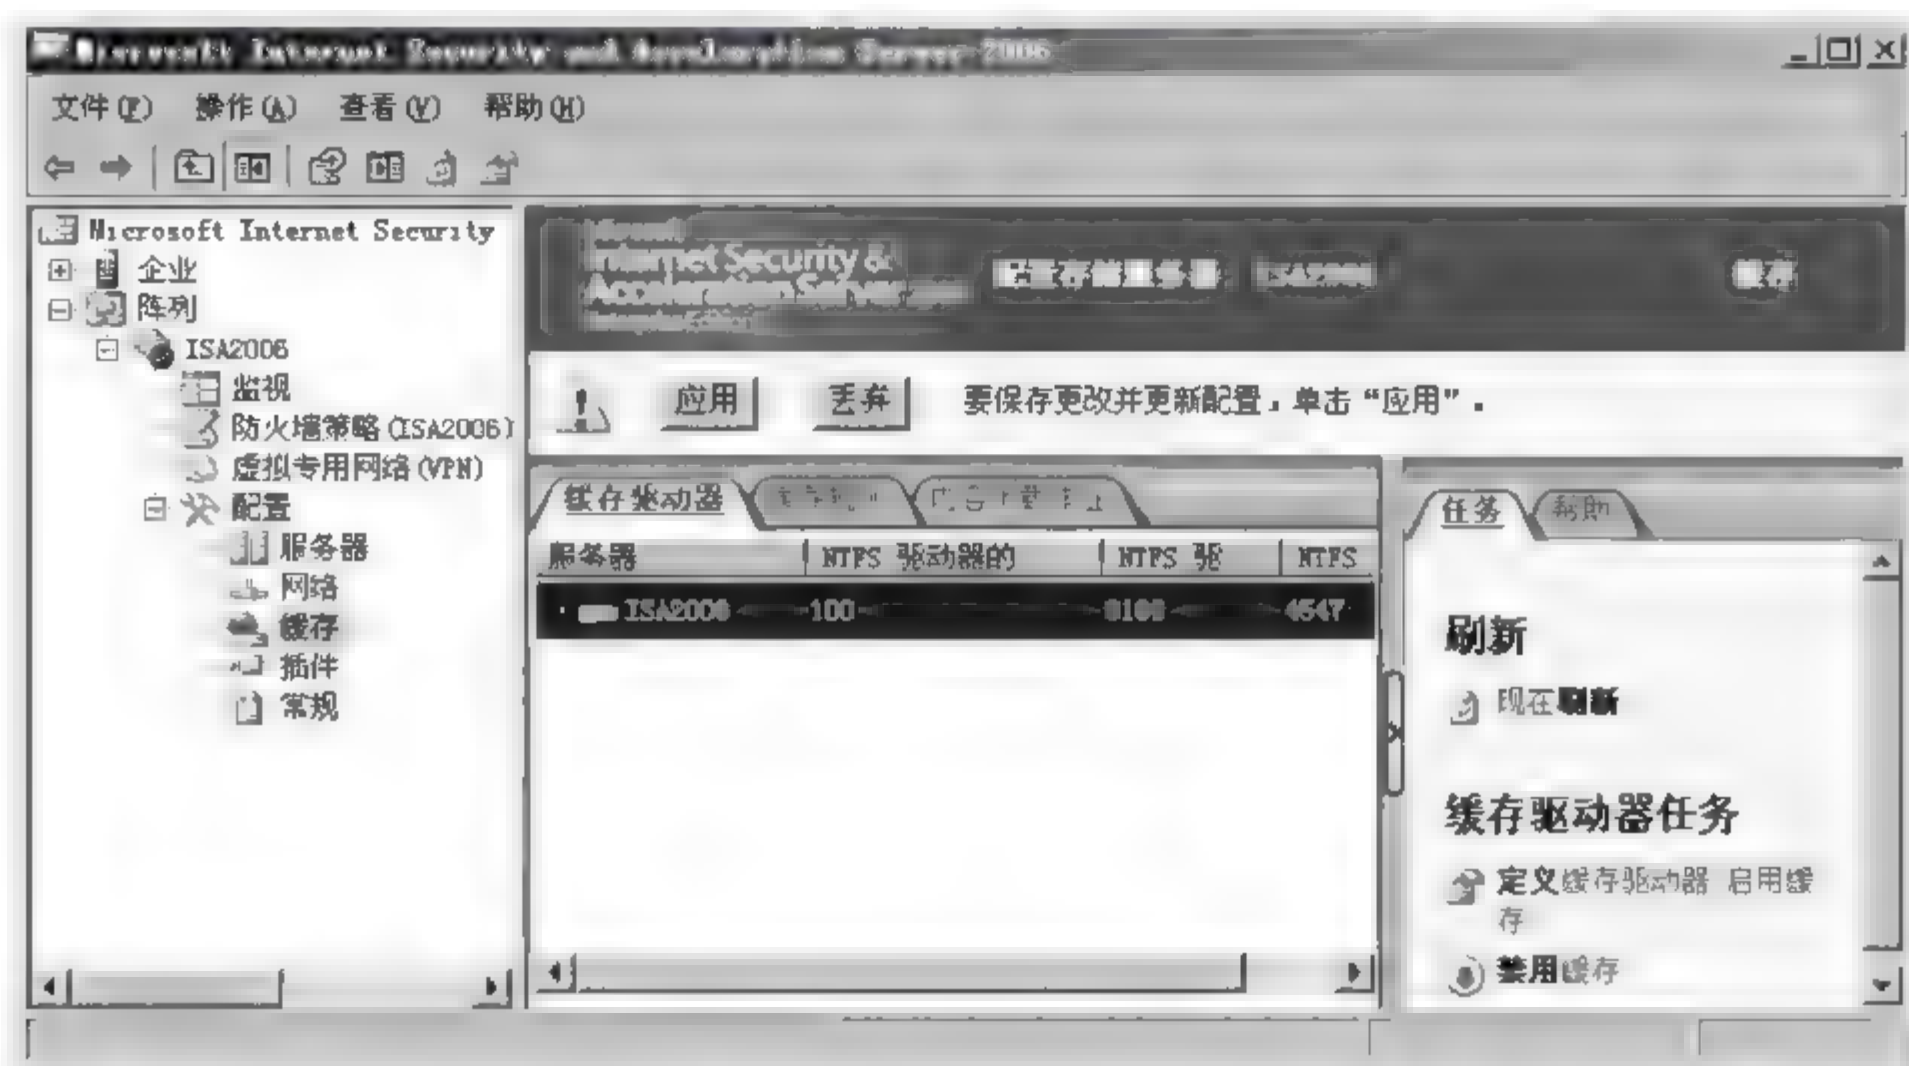 Microsoft Internet Security and Acceleration Server 2006
文件(F) 操作(A) 查看(V) 帮助(H)
Microsoft Internet Security
企业
阵列
ISA2006
监视
防火墙策略(ISA2006)
虚拟专用网络(VPN)
配置
服务器
网络
缓存
插件
常规
Internet Security &
ISA2006
缓存
应用 丢弃 要保存更改并更新配置,单击“应用”。
缓存驱动器
服务器 NTFS 驱动器的 NTFS 驱 NTFS
ISA2006 100 4547
任务 帮助
刷新
现在刷新
缓存驱动器任务
定义缓存驱动器 启用缓
存
禁用缓存